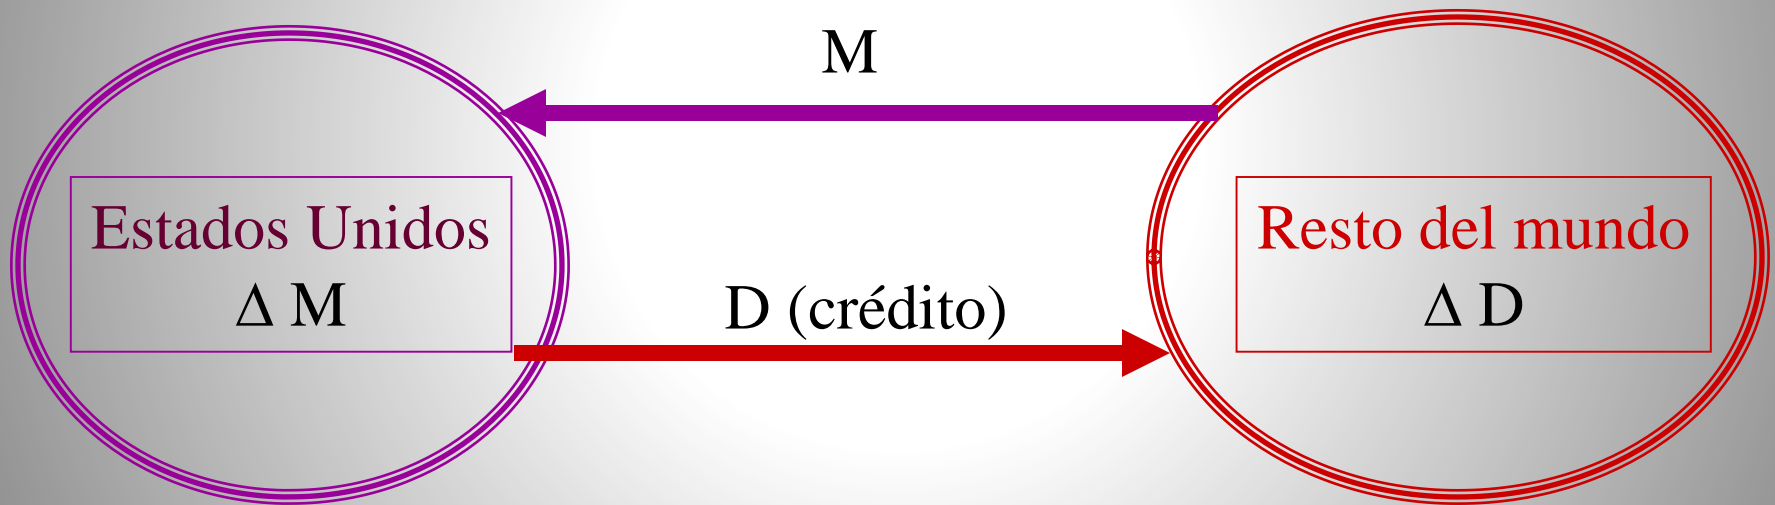 M
Estados Unidos
Δ M
D (crédito)
Resto del mundo
Δ D